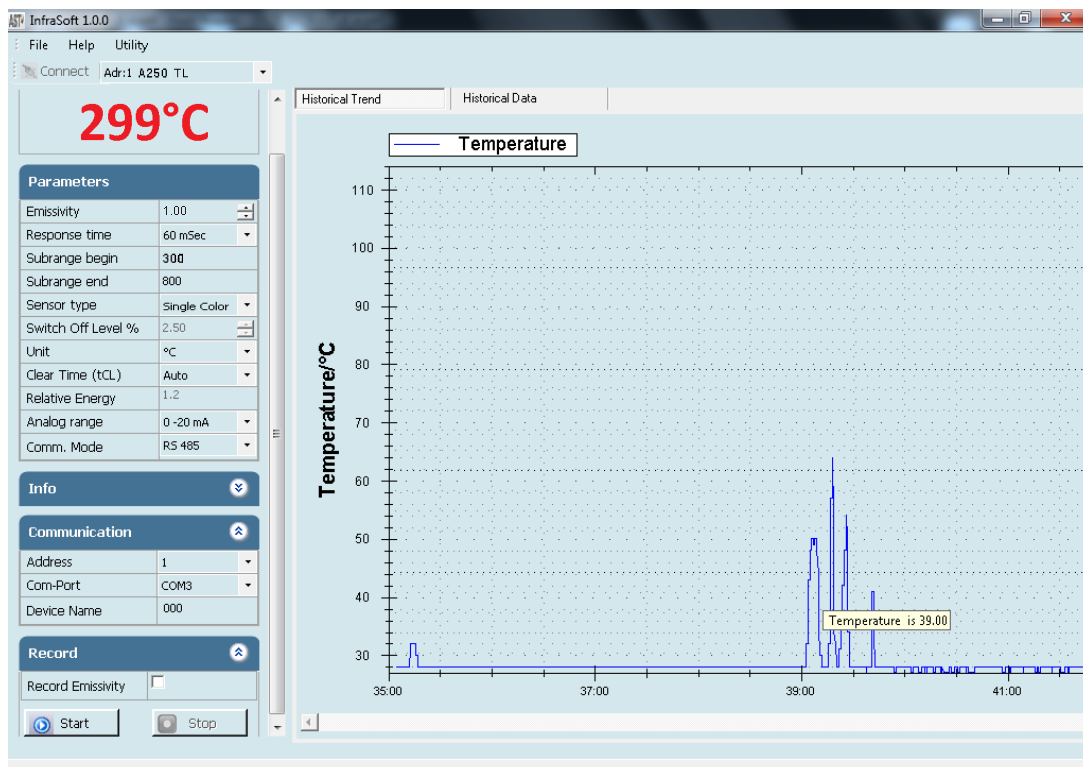 AST InfraSoft 1.0.0
File Help Utility
Connect Adr:1 A250 TL
299°C
Parameters
Emissivity 1.00
Response time 60 mSec
Subrange begin 300
Subrange end 800
Sensor type Single Color
Switch Off Level % 2.50
Unit °C
Clear Time (tCL) Auto
Relative Energy 1.2
Analog range 0 -20 mA
Comm. Mode RS 485
Info
Communication
Address 1
Com-Port COM3
Device Name 000
Record
Record Emissivity
Start Stop
Historical Trend Historical Data
Temperature
Temperature/°C
110
100
90
80
70
60
50
40
30
Temperature is 39.00
35:00 37:00 39:00 41:00